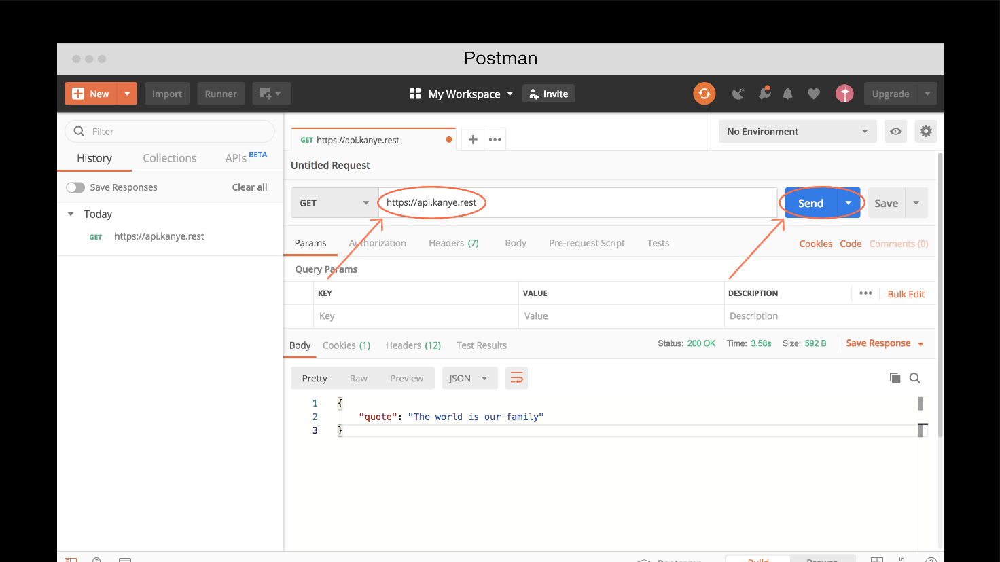 Postman
New
Import
Runner
My Workspace
Invite
Upgrade
Filter
History
Collections
APIs BETA
Save Responses
Clear all
Today
GET https://api.kanye.rest
GET https://api.kanye.rest
No Environment
Untitled Request
GET
https://api.kanye.rest
Send
Save
Params
Authorization
Headers (7)
Body
Pre-request Script
Tests
Cookies
Code
Comments (0)
Query Params
KEY
VALUE
DESCRIPTION
Bulk Edit
Key
Value
Description
Body
Cookies (1)
Headers (12)
Test Results
Status: 200 OK
Time: 3.58s
Size: 592 B
Save Response
Pretty
Raw
Preview
JSON
1 {
2 "quote": "The world is our family"
3 }
Build
Browse